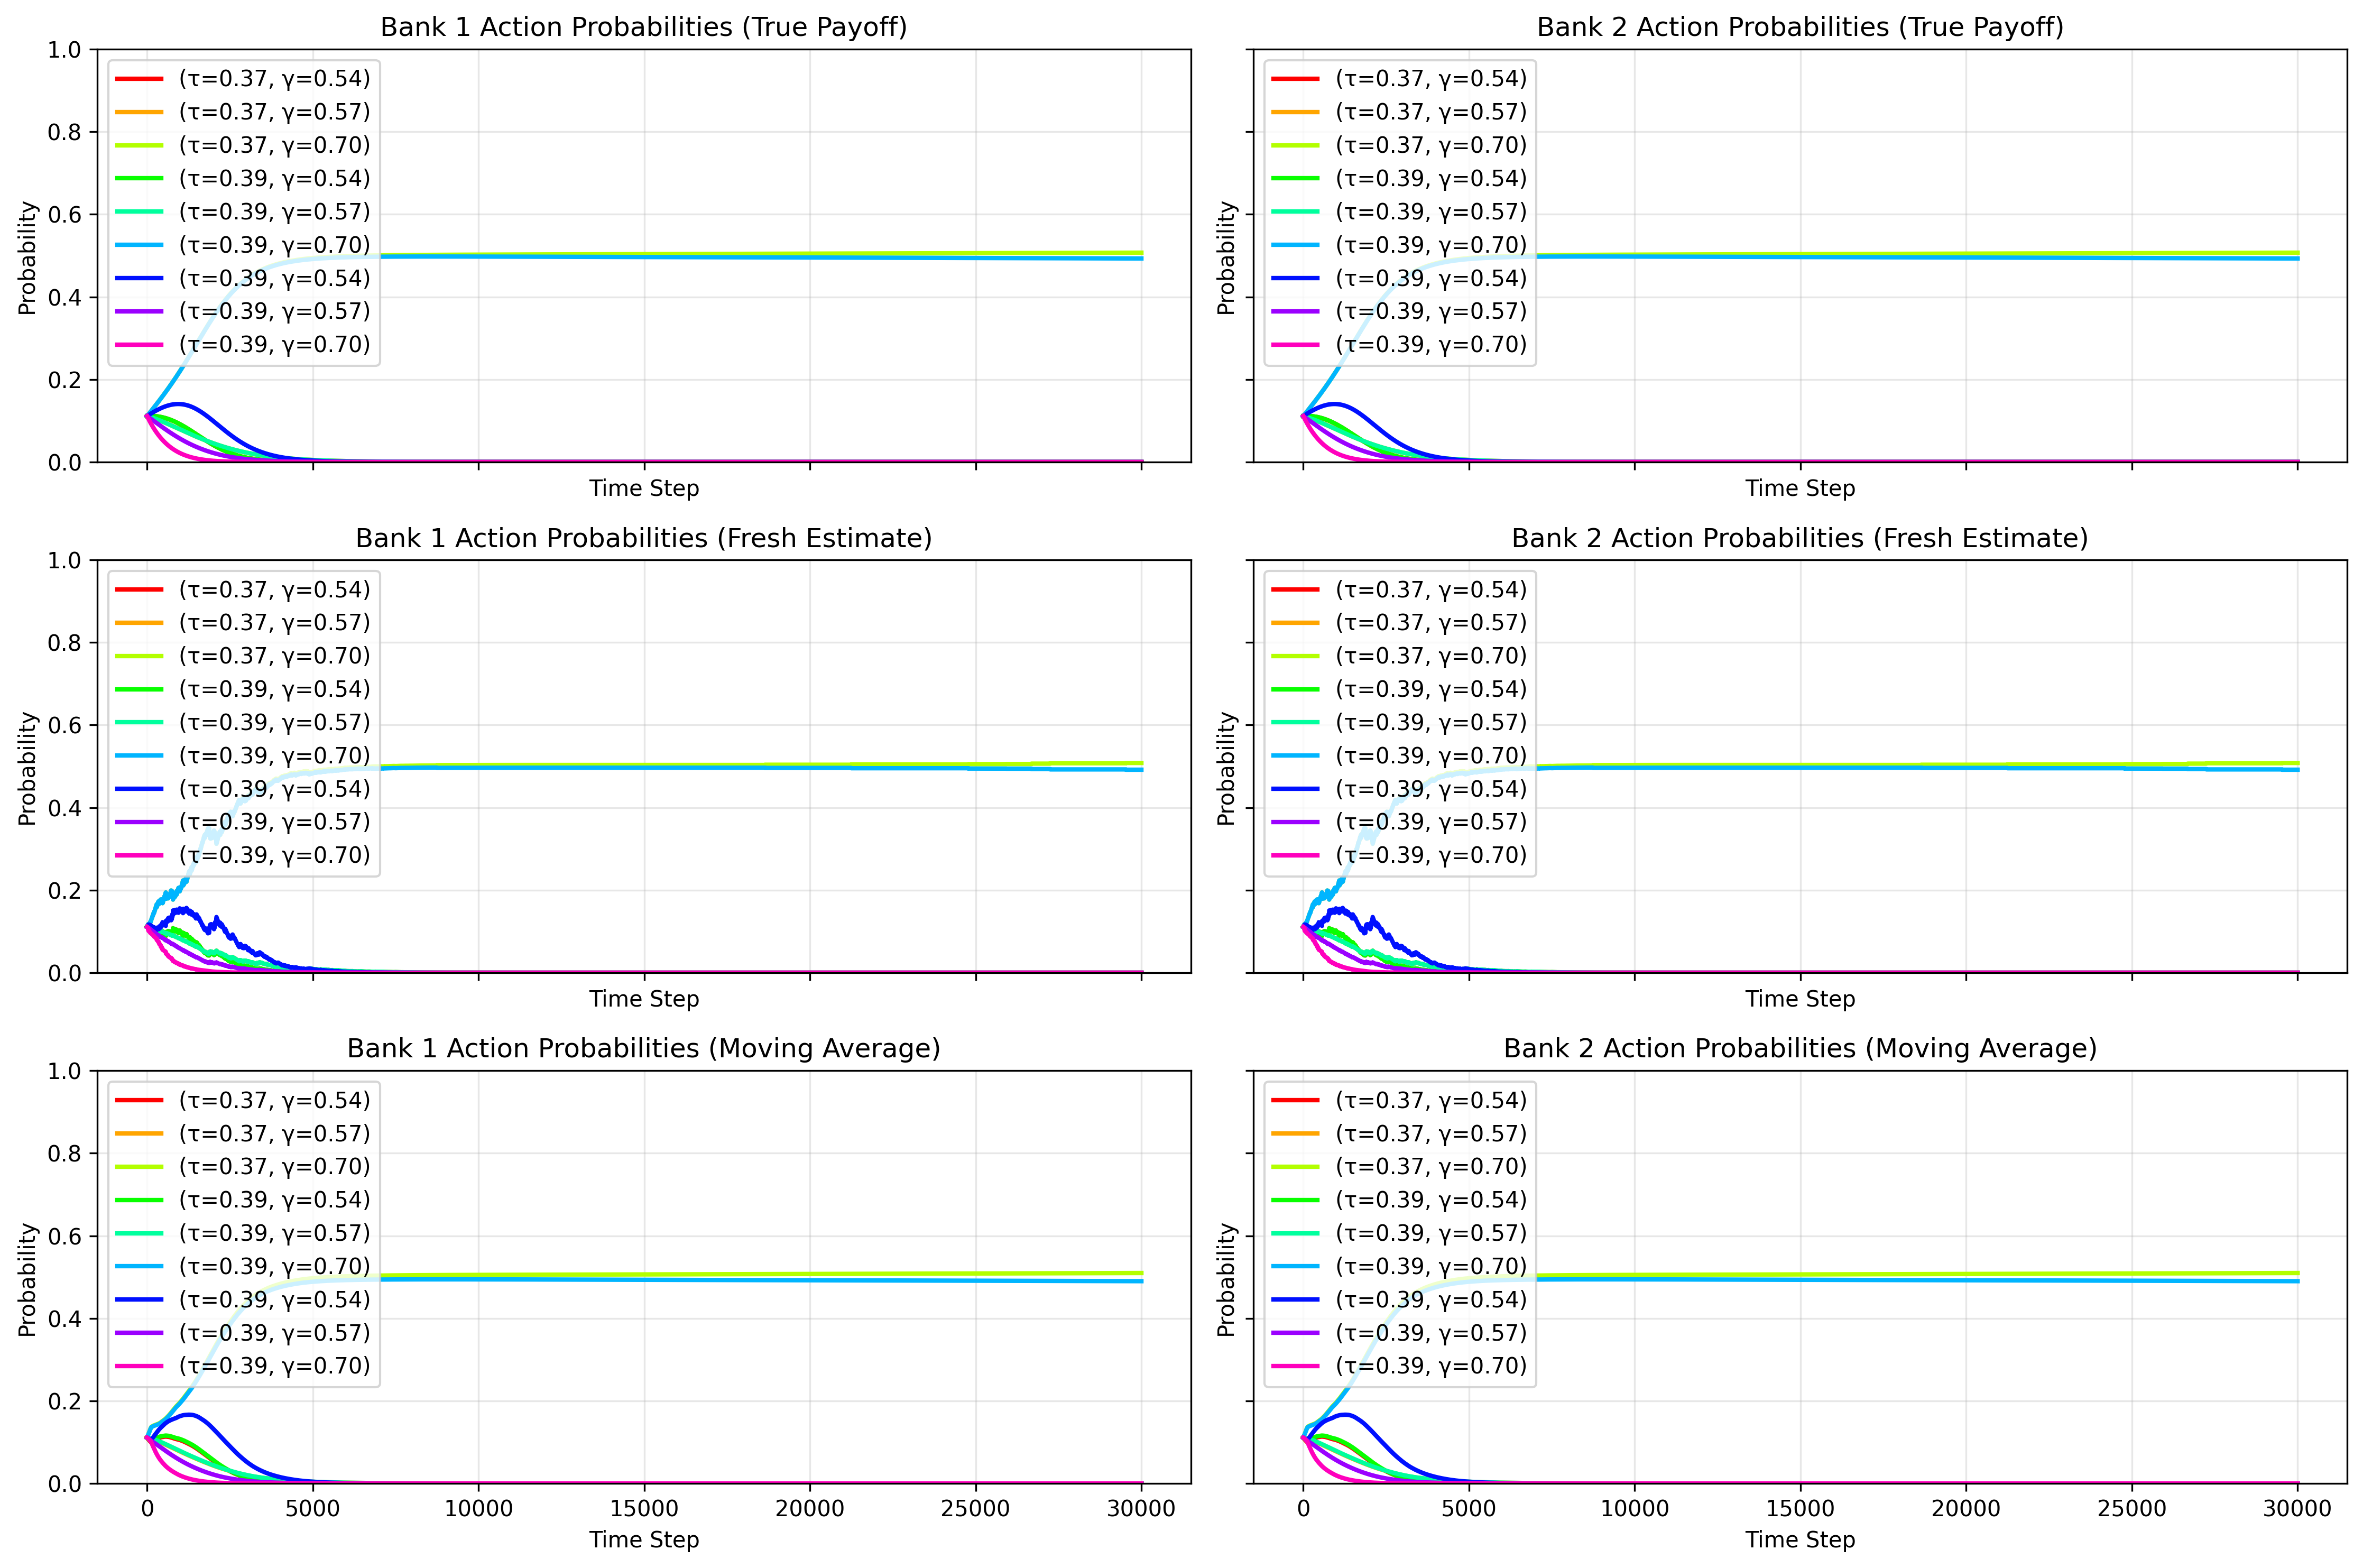 Bank 1 Action Probabilities (True Payoff)
1.0
0.8
0.6
0.4
0.2
0.0
Probability
(τ=0.37, γ=0.54)
(τ=0.37, γ=0.57)
(τ=0.37, γ=0.70)
(τ=0.39, γ=0.54)
(τ=0.39, γ=0.57)
(τ=0.39, γ=0.70)
(τ=0.39, γ=0.54)
(τ=0.39, γ=0.57)
(τ=0.39, γ=0.70)
Time Step
Bank 2 Action Probabilities (True Payoff)
Probability
(τ=0.37, γ=0.54)
(τ=0.37, γ=0.57)
(τ=0.37, γ=0.70)
(τ=0.39, γ=0.54)
(τ=0.39, γ=0.57)
(τ=0.39, γ=0.70)
(τ=0.39, γ=0.54)
(τ=0.39, γ=0.57)
(τ=0.39, γ=0.70)
Time Step
Bank 1 Action Probabilities (Fresh Estimate)
1.0
0.8
0.6
0.4
0.2
0.0
Probability
(τ=0.37, γ=0.54)
(τ=0.37, γ=0.57)
(τ=0.37, γ=0.70)
(τ=0.39, γ=0.54)
(τ=0.39, γ=0.57)
(τ=0.39, γ=0.70)
(τ=0.39, γ=0.54)
(τ=0.39, γ=0.57)
(τ=0.39, γ=0.70)
Time Step
Bank 2 Action Probabilities (Fresh Estimate)
Probability
(τ=0.37, γ=0.54)
(τ=0.37, γ=0.57)
(τ=0.37, γ=0.70)
(τ=0.39, γ=0.54)
(τ=0.39, γ=0.57)
(τ=0.39, γ=0.70)
(τ=0.39, γ=0.54)
(τ=0.39, γ=0.57)
(τ=0.39, γ=0.70)
Time Step
Bank 1 Action Probabilities (Moving Average)
1.0
0.8
0.6
0.4
0.2
0.0
Probability
(τ=0.37, γ=0.54)
(τ=0.37, γ=0.57)
(τ=0.37, γ=0.70)
(τ=0.39, γ=0.54)
(τ=0.39, γ=0.57)
(τ=0.39, γ=0.70)
(τ=0.39, γ=0.54)
(τ=0.39, γ=0.57)
(τ=0.39, γ=0.70)
0 5000 10000 15000 20000 25000 30000
Time Step
Bank 2 Action Probabilities (Moving Average)
Probability
(τ=0.37, γ=0.54)
(τ=0.37, γ=0.57)
(τ=0.37, γ=0.70)
(τ=0.39, γ=0.54)
(τ=0.39, γ=0.57)
(τ=0.39, γ=0.70)
(τ=0.39, γ=0.54)
(τ=0.39, γ=0.57)
(τ=0.39, γ=0.70)
0 5000 10000 15000 20000 25000 30000
Time Step